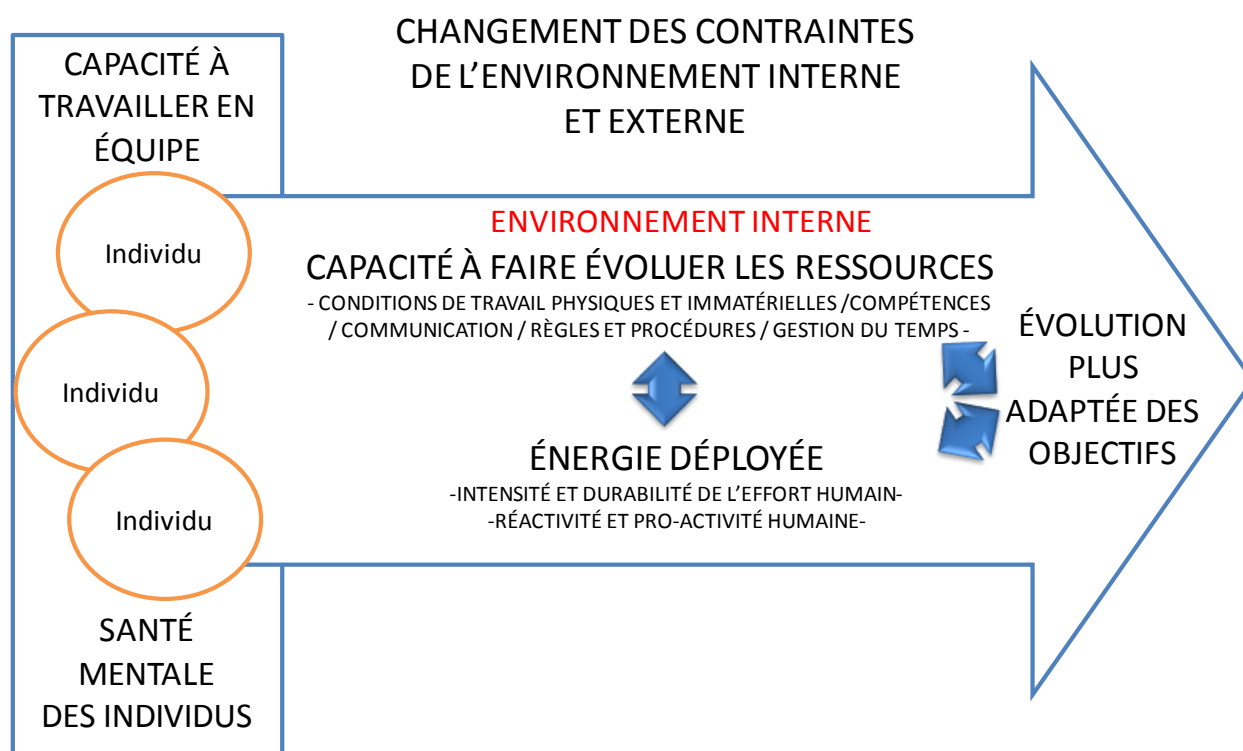 CAPACITÉ À
TRAVAILLER EN
ÉQUIPE
Individu
Individu
Individu
SANTÉ
MENTALE
DES INDIVIDUS
CHANGEMENT DES CONTRAINTES
DE L’ENVIRONNEMENT INTERNE
ET EXTERNE
ENVIRONNEMENT INTERNE
CAPACITÉ À FAIRE ÉVOLUER LES RESSOURCES
- CONDITIONS DE TRAVAIL PHYSIQUES ET IMMATÉRIELLES /COMPÉTENCES
/ COMMUNICATION / RÈGLES ET PROCÉDURES / GESTION DU TEMPS -
ÉNERGIE DÉPLOYÉE
-INTENSITÉ ET DURABILITÉ DE L’EFFORT HUMAIN-
-RÉACTIVITÉ ET PRO-ACTIVITÉ HUMAINE-
ÉVOLUTION
PLUS
ADAPTÉE DES
OBJECTIFS